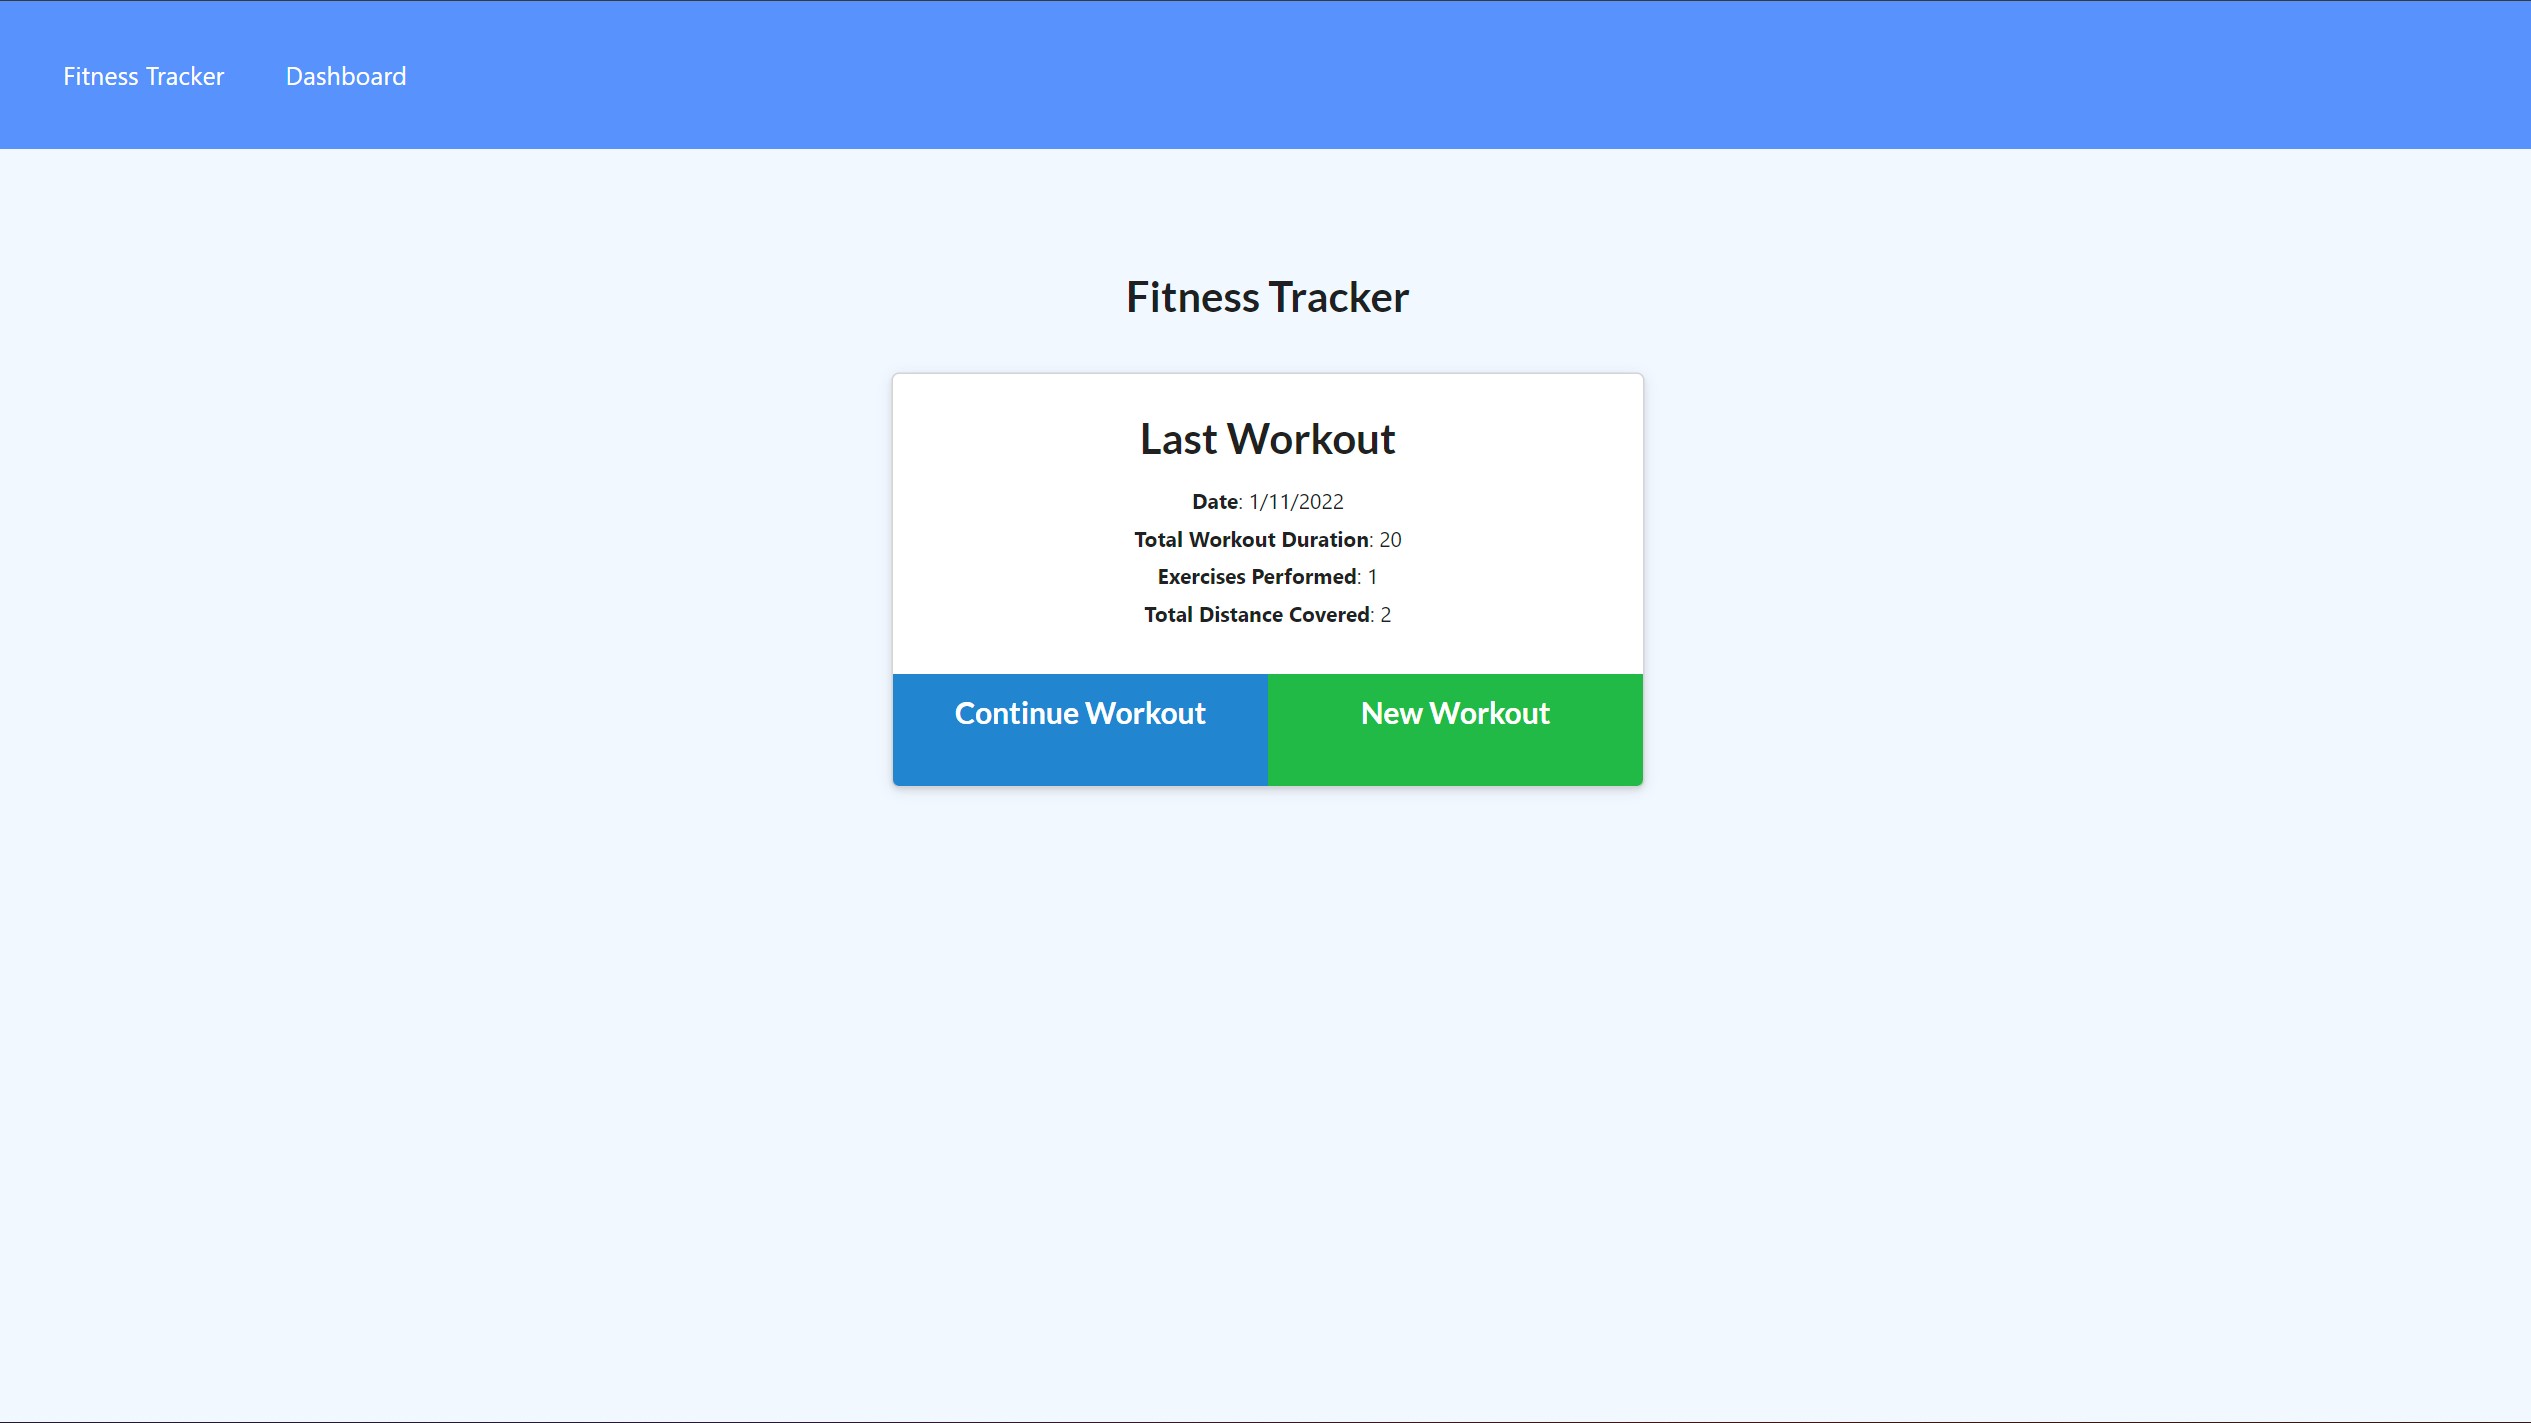 Fitness Tracker Dashboard
Fitness Tracker
Last Workout
Date: 1/11/2022
Total Workout Duration: 20
Exercises Performed: 1
Total Distance Covered: 2
Continue Workout New Workout